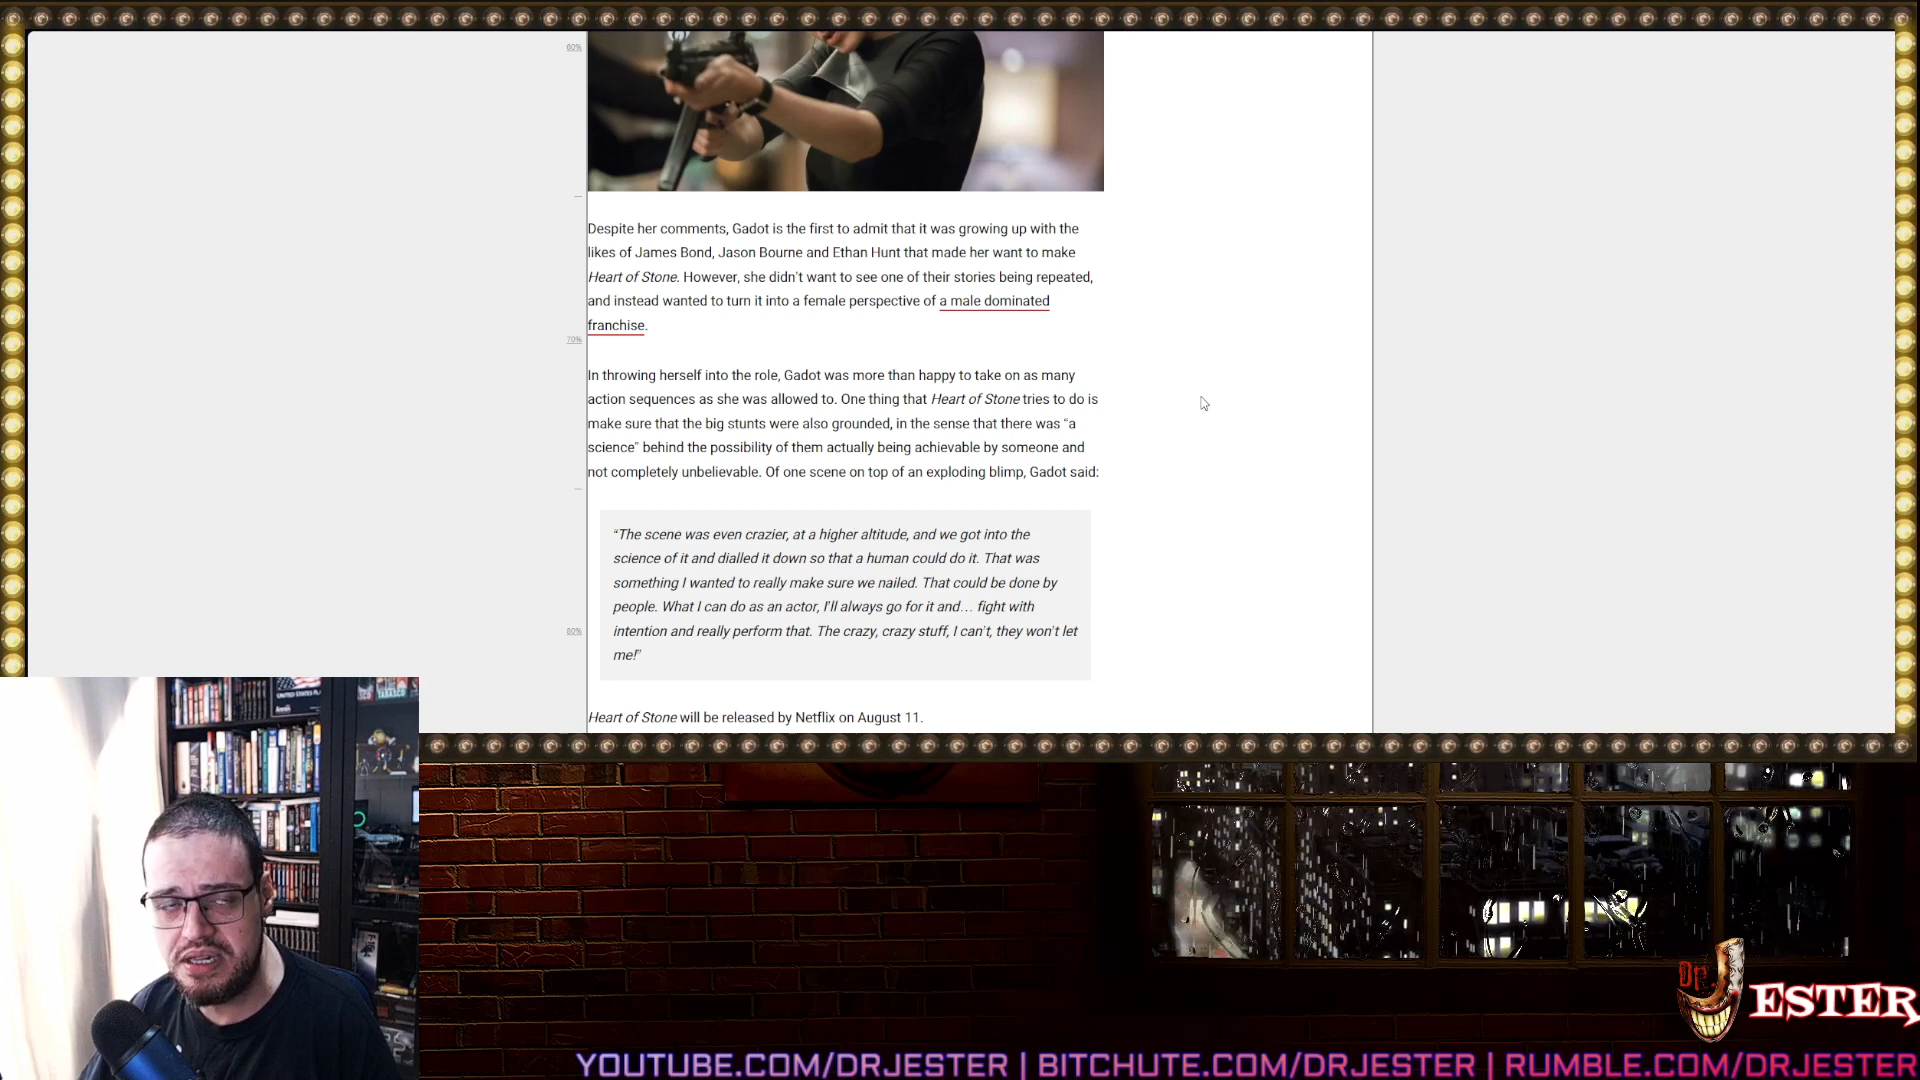 60%
Despite her comments, Gadot is the first to admit that it was growing up with the
likes of James Bond, Jason Bourne and Ethan Hunt that made her want to make
Heart of Stone. However, she didn't want to see one of their stories being repeated,
and instead wanted to turn it into a female perspective of a male dominated
franchise.
70%
In throwing herself into the role, Gadot was more than happy to take on as many
action sequences as she was allowed to. One thing that Heart of Stone tries to do is
make sure that the big stunts were also grounded, in the sense that there was “a
science” behind the possibility of them actually being achievable by someone and
not completely unbelievable. Of one scene on top of an exploding blimp, Gadot said:
“The scene was even crazier, at a higher altitude, and we got into the
science of it and dialled it down so that a human could do it. That was
something I wanted to really make sure we nailed. That could be done by
people. What I can do as an actor, I’ll always go for it and… fight with
intention and really perform that. The crazy, crazy stuff, I can’t, they won’t let
me!”
80%
Heart of Stone will be released by Netflix on August 11.
UNITED STATES
TABASCO
Dr.
JESTER
YOUTUBE.COM/DRJESTER | BITCHUTE.COM/DRJESTER | RUMBLE.COM/DRJESTER